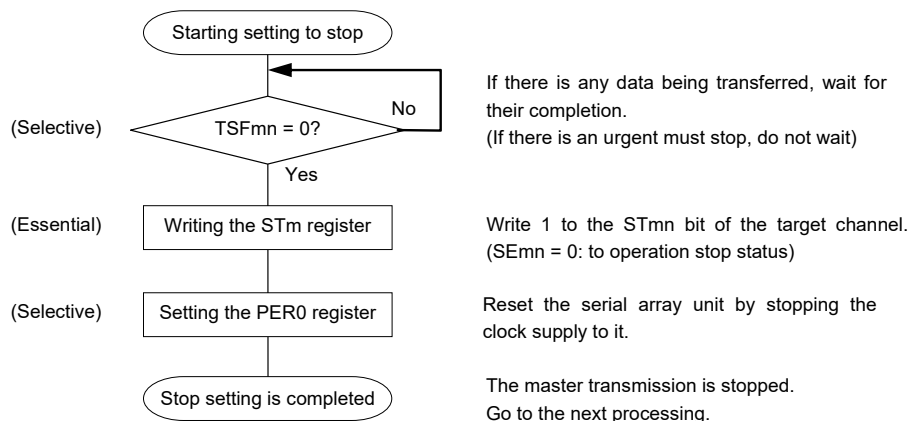 Starting setting to stop
If there is any data being transferred, wait for
their completion.
(If there is an urgent must stop, do not wait)
(Selective)
TSFmn = 0?
No
Yes
(Essential)
Writing the STm register
Write 1 to the STmn bit of the target channel.
(SEmn = 0: to operation stop status)
(Selective)
Setting the PER0 register
Reset the serial array unit by stopping the
clock supply to it.
Stop setting is completed
The master transmission is stopped.
Go to the next processing.